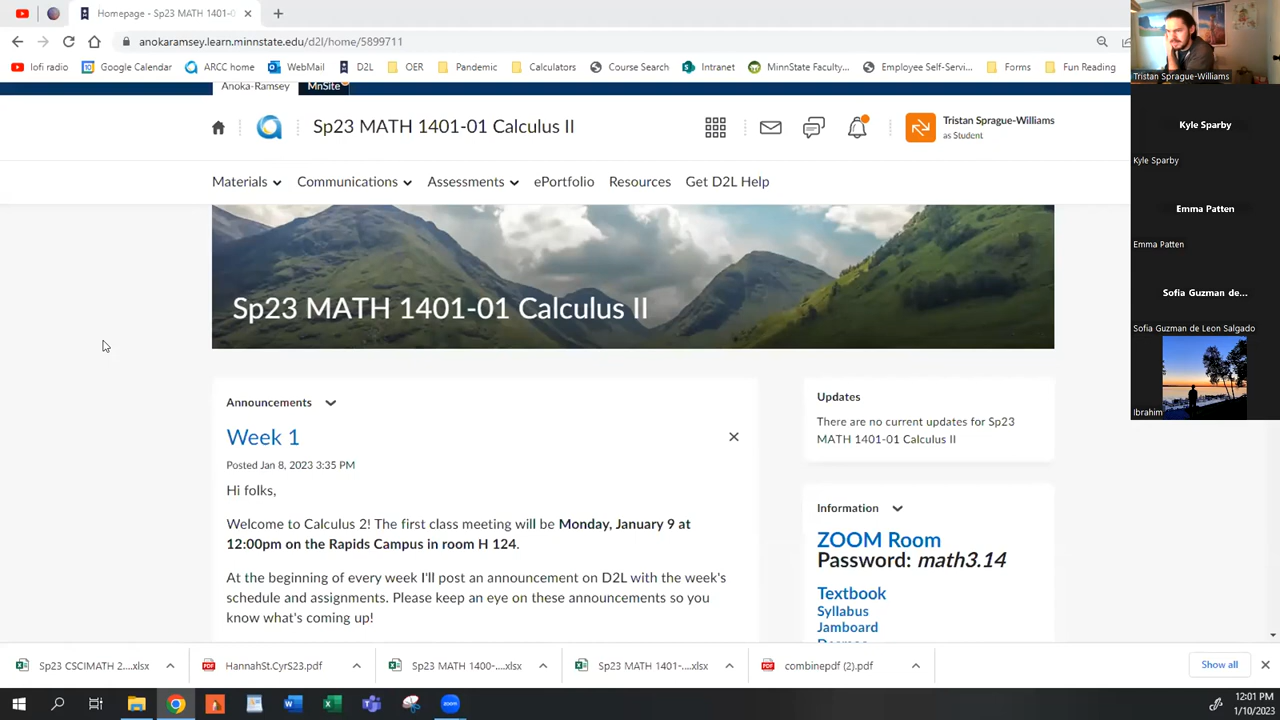 Homepage - Sp23 MATH 1401-0
anokaramsey.learn.minnstate.edu/d2l/home/5899711
lofi radio
Google Calendar
ARCC home
WebMail
D2L
OER
Pandemic
Calculators
Course Search
Intranet
MinnState Faculty...
Employee Self-Servi...
Forms
Fun Reading
Anoka-Ramsey
MnSite
Sp23 MATH 1401-01 Calculus II
Tristan Sprague-Williams
as Student
Materials
Communications
Assessments
ePortfolio
Resources
Get D2L Help
Sp23 MATH 1401-01 Calculus II
Announcements
Week 1
Posted Jan 8, 2023 3:35 PM
Hi folks,
Welcome to Calculus 2! The first class meeting will be Monday, January 9 at
12:00pm on the Rapids Campus in room H 124.
At the beginning of every week I'll post an announcement on D2L with the week's
schedule and assignments. Please keep an eye on these announcements so you
know what's coming up!
Updates
There are no current updates for Sp23
MATH 1401-01 Calculus II
Information
ZOOM Room
Password: math3.14
Textbook
Syllabus
Jamboard
Tristan Sprague-Williams
Kyle Sparby
Kyle Sparby
Emma Patten
Emma Patten
Sofia Guzman de...
Sofia Guzman de Leon Salgado
Ibrahim
Sp23 CSCIMATH 2....xlsx
HannahSt.CyrS23.pdf
Sp23 MATH 1400-....xlsx
Sp23 MATH 1401-....xlsx
combinepdf (2).pdf
Show all
12:01 PM
1/10/2023